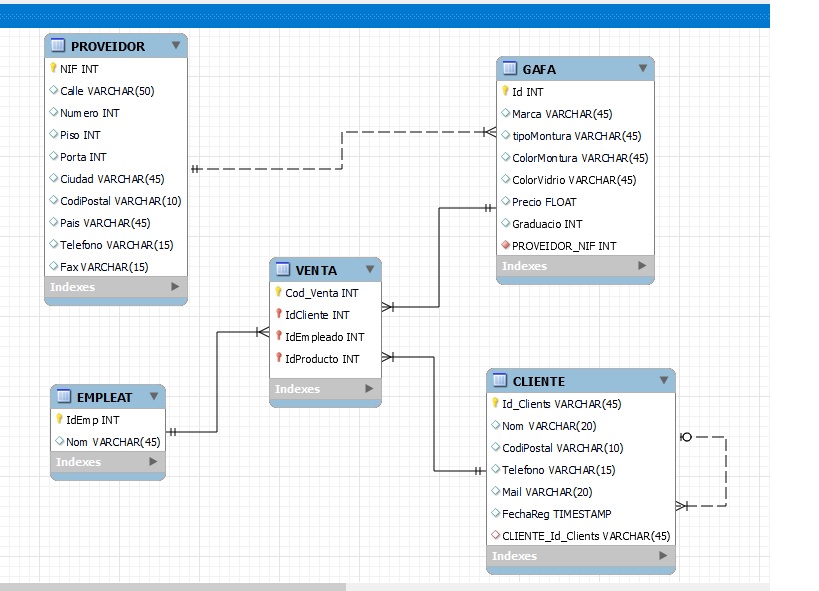 PROVEIDOR
NIF INT
Calle VARCHAR(50)
Numero INT
Piso INT
Porta INT
Ciudad VARCHAR(45)
CodiPostal VARCHAR(10)
Pais VARCHAR(45)
Telefono VARCHAR(15)
Fax VARCHAR(15)
Indexes
GAFA
Id INT
Marca VARCHAR(45)
tipoMontura VARCHAR(45)
ColorMontura VARCHAR(45)
ColorVidrio VARCHAR(45)
Precio FLOAT
Graduacio INT
PROVEIDOR_NIF INT
Indexes
VENTA
Cod_Venta INT
IdCliente INT
IdEmpleado INT
IdProducto INT
Indexes
EMPLEAT
IdEmp INT
Nom VARCHAR(45)
Indexes
CLIENTE
Id_Clients VARCHAR(45)
Nom VARCHAR(20)
CodiPostal VARCHAR(10)
Telefono VARCHAR(15)
Mail VARCHAR(20)
FechaReg TIMESTAMP
CLIENTE_Id_Clients VARCHAR(45)
Indexes